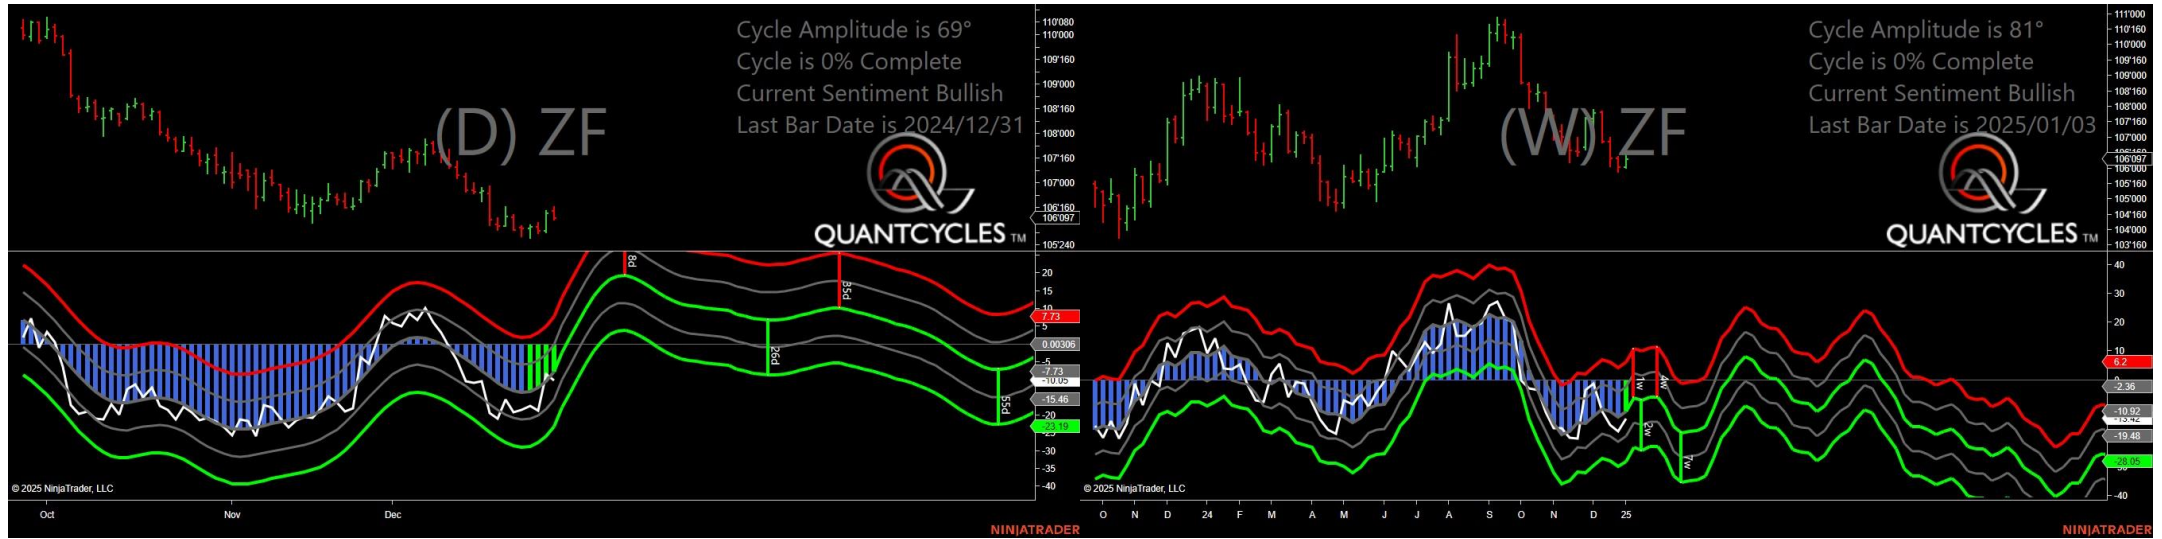 Cycle Amplitude is 69°
Cycle is 0% Complete
Current Sentiment Bullish
Last Bar Date is 2024/12/31
(D) ZF
QUANTCYCLES TM
110'080
110'000
109'160
109'000
108'160
108'000
107'160
107'000
106'160
106'097
105'240
8d
35d
26d
55d
20
15
10
7.73
5
0.00306
-5
-7.73
-10.05
-15.46
-20
-23.19
-30
-35
-40
© 2025 NinjaTrader, LLC
Oct
Nov
Dec
NINJATRADER
Cycle Amplitude is 81°
Cycle is 0% Complete
Current Sentiment Bullish
Last Bar Date is 2025/01/03
(W) ZF
QUANTCYCLES TM
111'000
110'160
110'000
109'160
109'000
108'160
108'000
107'160
107'000
106'097
106'000
105'160
105'000
104'160
104'000
103'160
1w
4w
2w
7w
40
30
20
10
6.2
-2.36
-10.92
-13.42
-19.48
-28.05
-40
© 2025 NinjaTrader, LLC
O N D 24 F M A M J J A S O N D 25
NINJATRADER